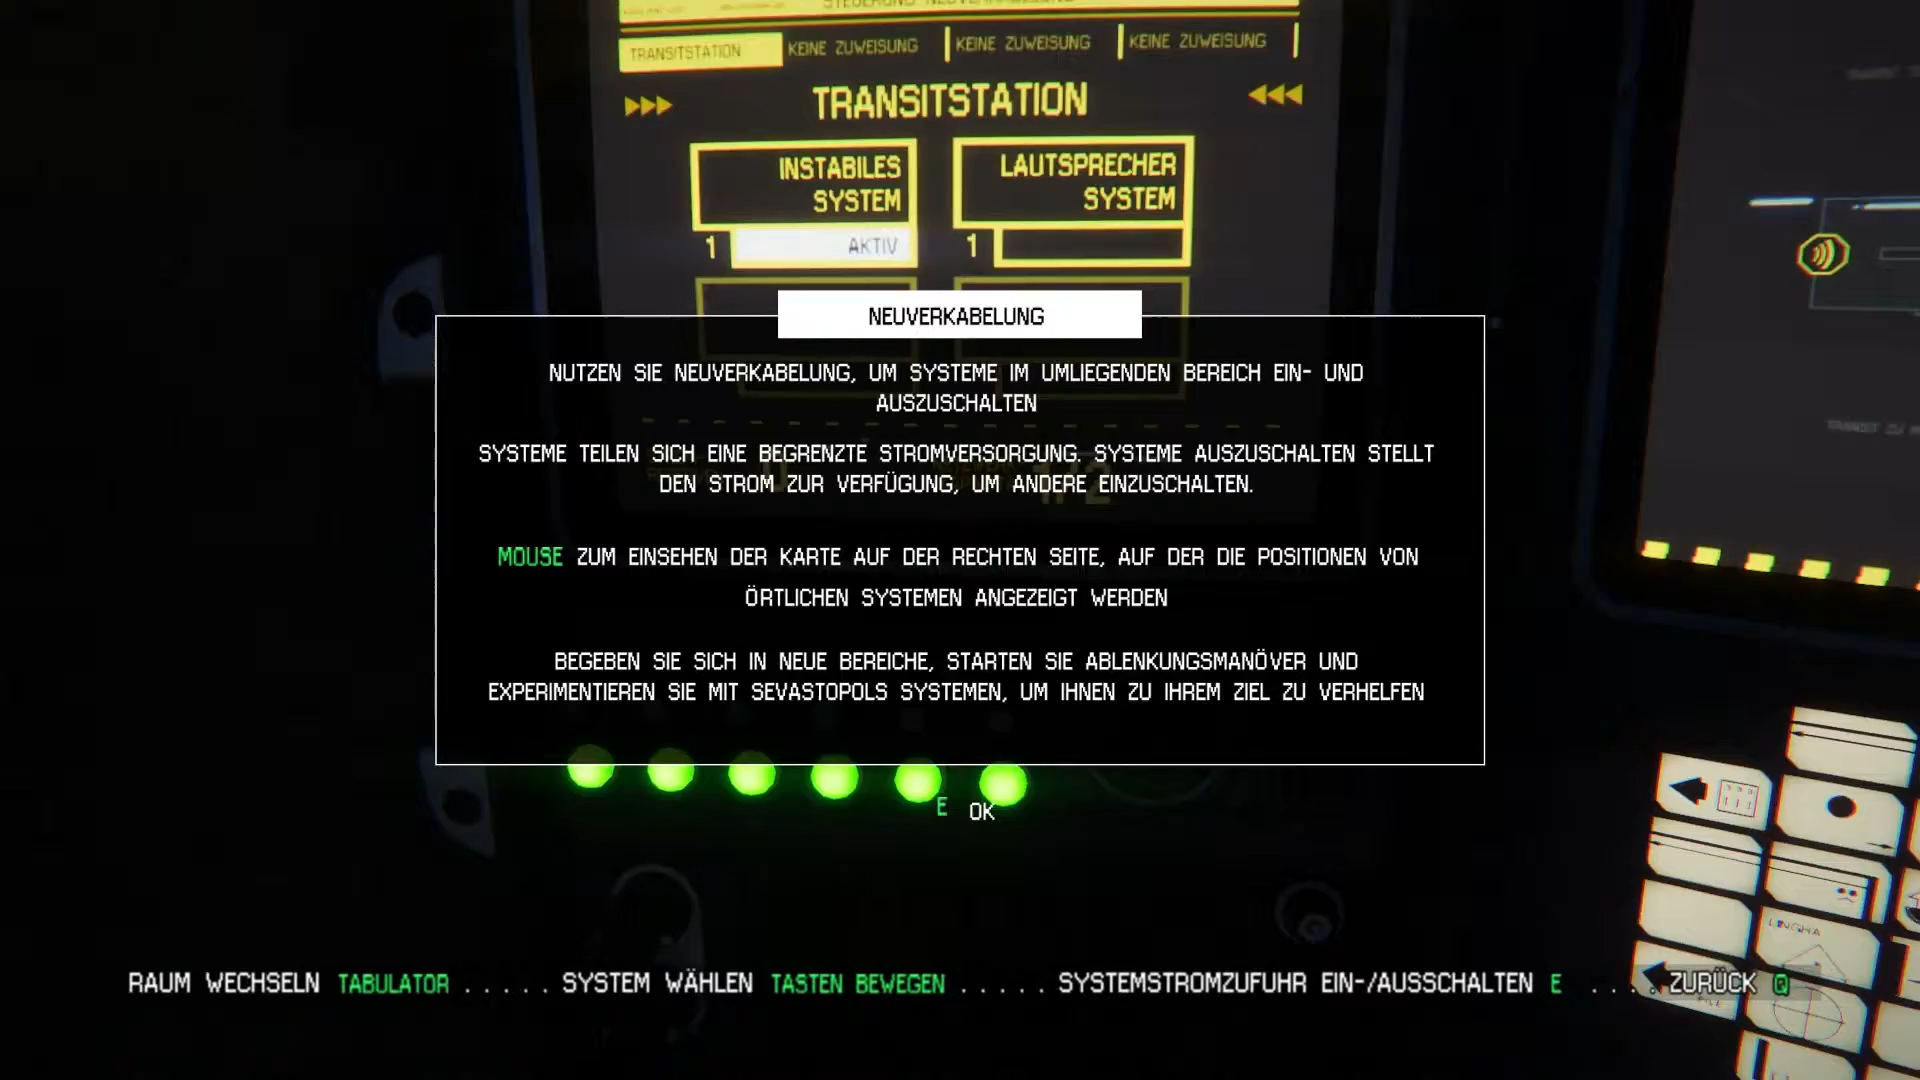 STEUERUNG NEUVERKABELUNG
TRANSITSTATION KEINE ZUWEISUNG KEINE ZUWEISUNG KEINE ZUWEISUNG
TRANSITSTATION
INSTABILES
SYSTEM
1 AKTIV
LAUTSPRECHER
SYSTEM
1
NEUVERKABELUNG
NUTZEN SIE NEUVERKABELUNG, UM SYSTEME IM UMLIEGENDEN BEREICH EIN- UND
AUSZUSCHALTEN
SYSTEME TEILEN SICH EINE BEGRENZTE STROMVERSORGUNG. SYSTEME AUSZUSCHALTEN STELLT
DEN STROM ZUR VERFÜGUNG, UM ANDERE EINZUSCHALTEN.
1/2
MOUSE ZUM EINSEHEN DER KARTE AUF DER RECHTEN SEITE, AUF DER DIE POSITIONEN VON
ÖRTLICHEN SYSTEMEN ANGEZEIGT WERDEN
BEGEBEN SIE SICH IN NEUE BEREICHE, STARTEN SIE ABLENKUNGSMANÖVER UND
EXPERIMENTIEREN SIE MIT SEVASTOPOLS SYSTEMEN, UM IHNEN ZU IHREM ZIEL ZU VERHELFEN
E OK
LINGHA
RAUM WECHSELN TABULATOR ..... SYSTEM WÄHLEN TASTEN BEWEGEN ..... SYSTEMSTROMZUFUHR EIN-/AUSSCHALTEN E .... ZURÜCK Q